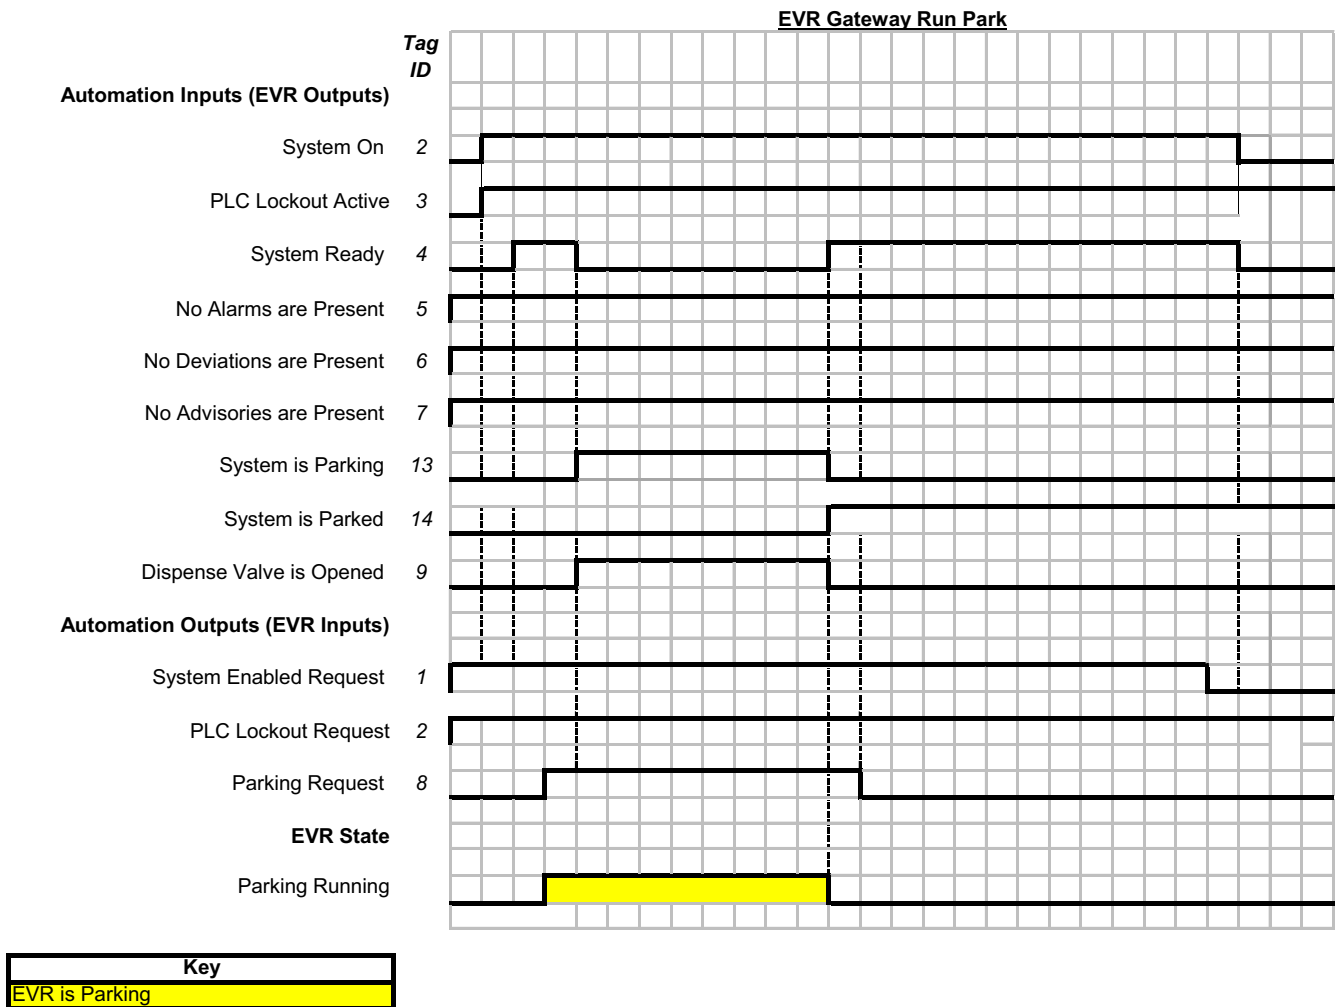 EVR Gateway Run Park
Tag
ID
Automation Inputs (EVR Outputs)
System On 2
PLC Lockout Active 3
System Ready 4
No Alarms are Present 5
No Deviations are Present 6
No Advisories are Present 7
System is Parking 13
System is Parked 14
Dispense Valve is Opened 9
Automation Outputs (EVR Inputs)
System Enabled Request 1
PLC Lockout Request 2
Parking Request 8
EVR State
Parking Running
Key
EVR is Parking